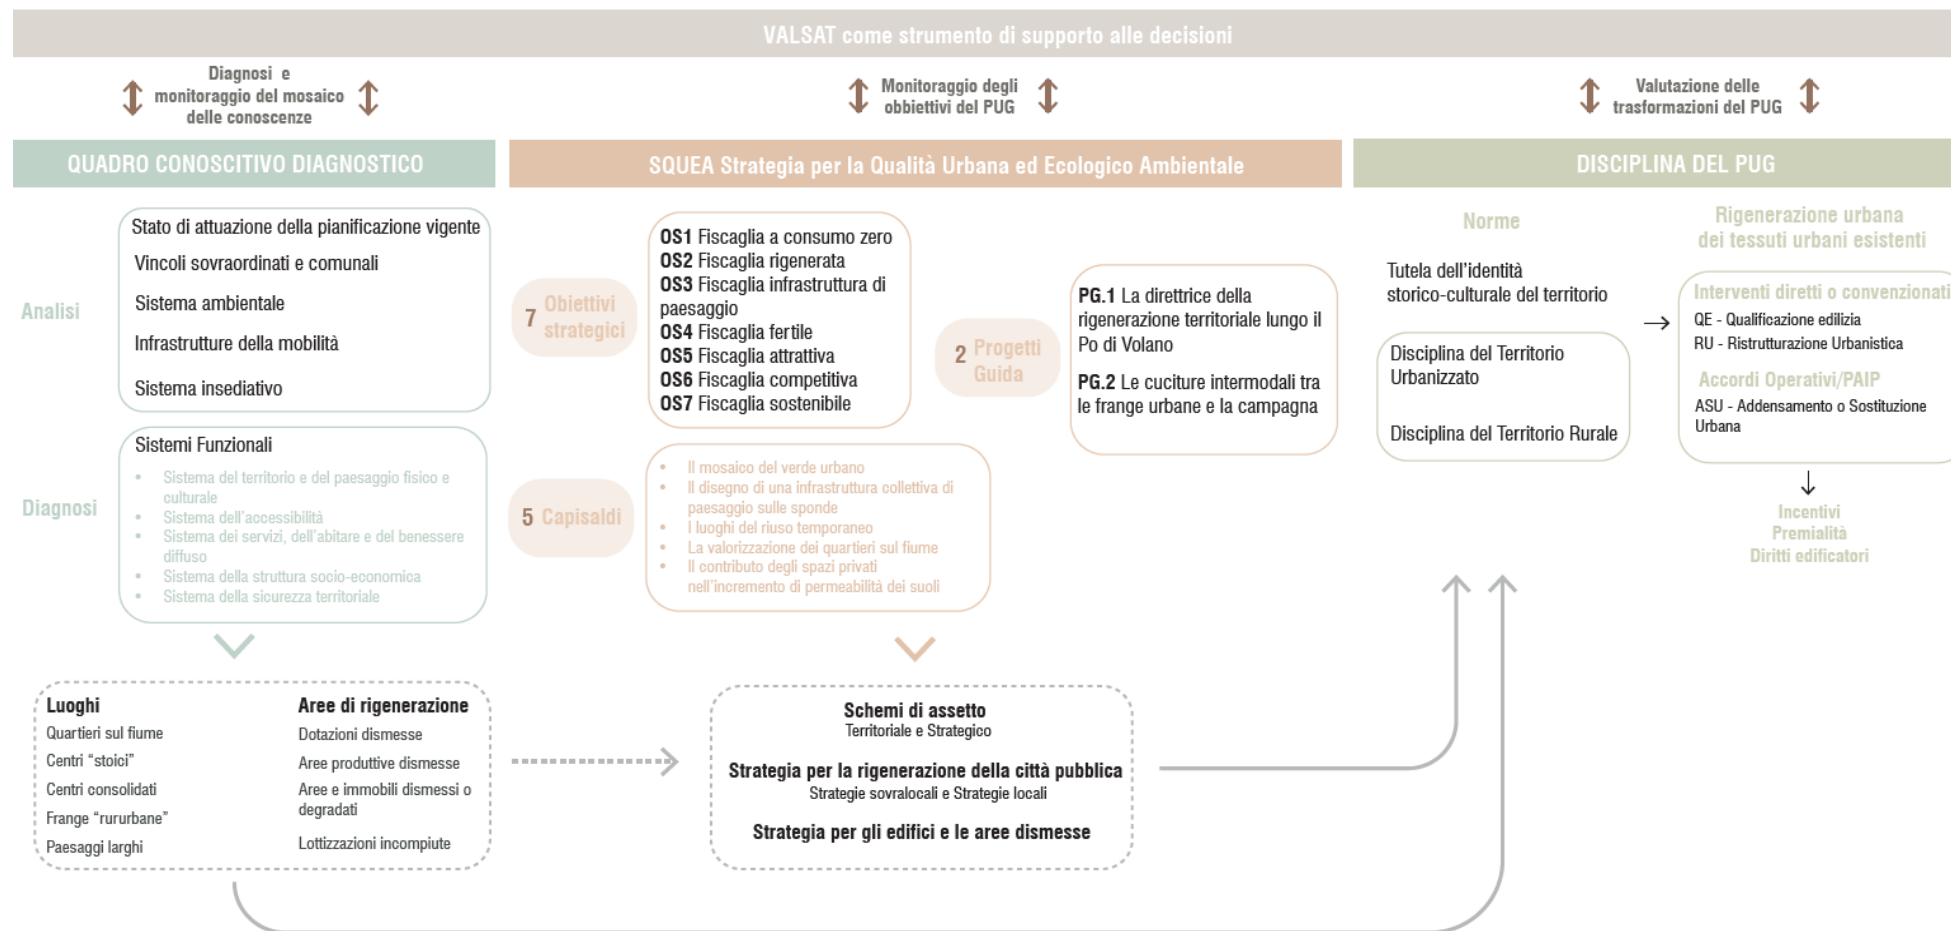 VALSAT come strumento di supporto alle decisioni
Diagnosi e
monitoraggio del mosaico
delle conoscenze
Monitoraggio degli
obbiettivi del PUG
Valutazione delle
trasformazioni del PUG
QUADRO CONOSCITIVO DIAGNOSTICO
SQUEA Strategia per la Qualità Urbana ed Ecologico Ambientale
DISCIPLINA DEL PUG
Analisi
Stato di attuazione della pianificazione vigente
Vincoli sovraordinati e comunali
Sistema ambientale
Infrastrutture della mobilità
Sistema insediativo
Diagnosi
Sistemi Funzionali
• Sistema del territorio e del paesaggio fisico e
culturale
• Sistema dell'accessibilità
• Sistema dei servizi, dell'abitare e del benessere
diffuso
• Sistema della struttura socio-economica
• Sistema della sicurezza territoriale
Luoghi
Quartieri sul fiume
Centri "stoici"
Centri consolidati
Frange "rururbane"
Paesaggi larghi
Aree di rigenerazione
Dotazioni dismesse
Aree produttive dismesse
Aree e immobili dismessi o
degradati
Lottizzazioni incompiute
7 Obiettivi
strategici
OS1 Fiscaglia a consumo zero
OS2 Fiscaglia rigenerata
OS3 Fiscaglia infrastruttura di
paesaggio
OS4 Fiscaglia fertile
OS5 Fiscaglia attrattiva
OS6 Fiscaglia competitiva
OS7 Fiscaglia sostenibile
2 Progetti
Guida
PG.1 La direttrice della
rigenerazione territoriale lungo il
Po di Volano
PG.2 Le cuciture intermodali tra
le frange urbane e la campagna
5 Capisaldi
• Il mosaico del verde urbano
• Il disegno di una infrastruttura collettiva di
paesaggio sulle sponde
• I luoghi del riuso temporaneo
• La valorizzazione dei quartieri sul fiume
• Il contributo degli spazi privati
nell'incremento di permeabilità dei suoli
Schemi di assetto
Territoriale e Strategico
Strategia per la rigenerazione della città pubblica
Strategie sovralocali e Strategie locali
Strategia per gli edifici e le aree dismesse
Norme
Tutela dell'identità
storico-culturale del territorio
Disciplina del Territorio
Urbanizzato
Disciplina del Territorio Rurale
Rigenerazione urbana
dei tessuti urbani esistenti
Interventi diretti o convenzionati
QE - Qualificazione edilizia
RU - Ristrutturazione Urbanistica
Accordi Operativi/PAIP
ASU - Addensamento o Sostituzione
Urbana
Incentivi
Premialità
Diritti edificatori